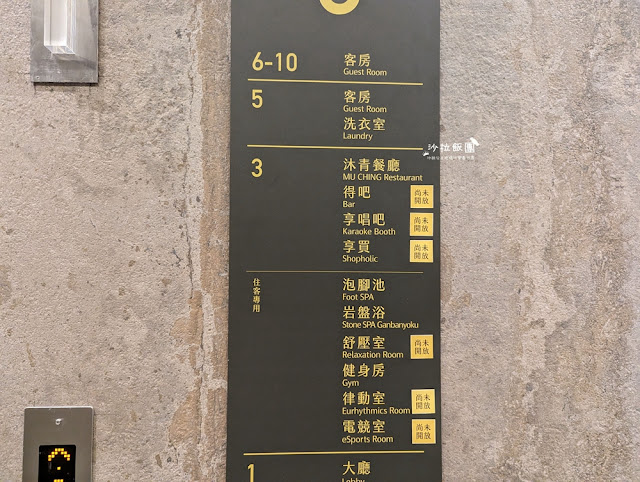 6-10
客房
Guest Room
5
客房
Guest Room
洗衣室
Laundry
沙拉飯團
3
沐青餐廳
MU CHING Restaurant
得吧
Bar
尚未
開放
享唱吧
Karaoke Booth
尚未
開放
享買
Shopholic
尚未
開放
住客專用
泡腳池
Foot SPA
岩盤浴
Stone SPA Ganbanyoku
舒壓室
Relaxation Room
尚未
開放
健身房
Gym
律動室
Eurhythmics Room
尚未
開放
電競室
eSports Room
尚未
開放
1
大廳
Lobby